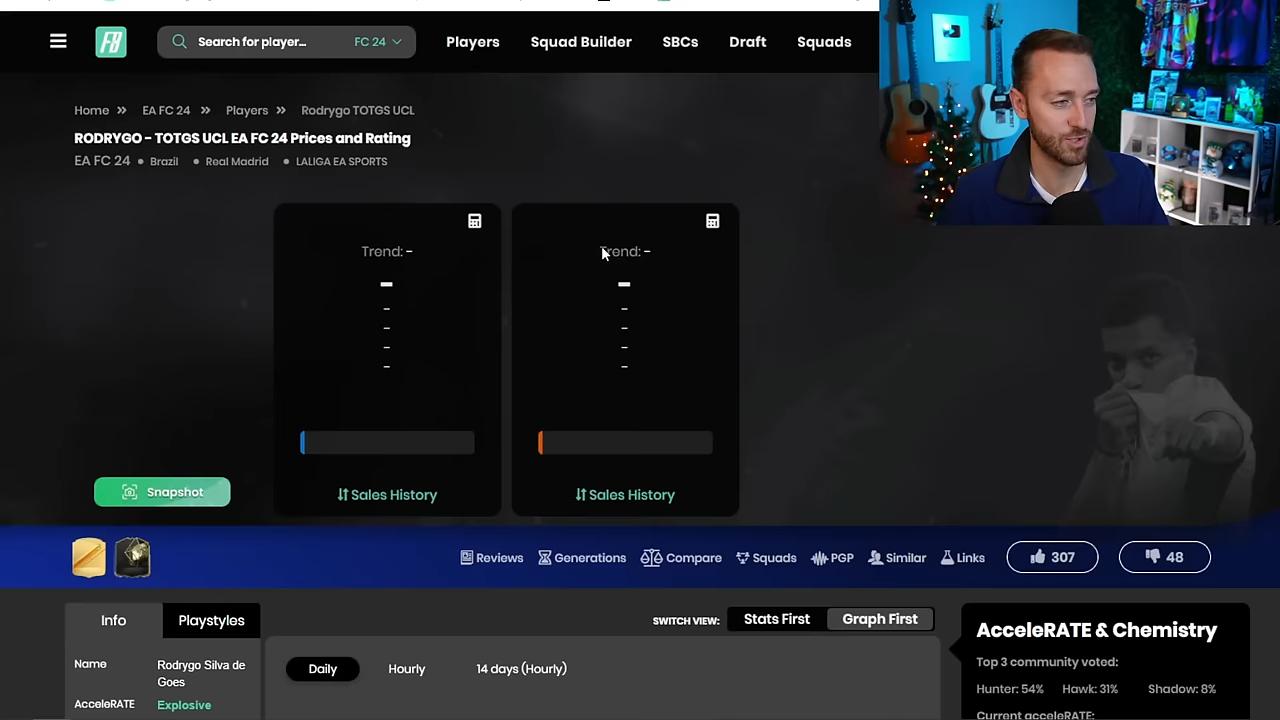 FB
Search for player...
FC 24
Players
Squad Builder
SBCs
Draft
Squads
Home » EA FC 24 » Players » Rodrygo TOTGS UCL
RODRYGO - TOTGS UCL EA FC 24 Prices and Rating
EA FC 24 • Brazil • Real Madrid • LALIGA EA SPORTS
Trend: -
-
-
-
-
-
Sales History
Trend: -
-
-
-
-
-
Sales History
Snapshot
Reviews
Generations
Compare
Squads
PGP
Similar
Links
307
48
Info
Playstyles
SWITCH VIEW:
Stats First
Graph First
Name
Rodrygo Silva de
Goes
AcceleRATE
Explosive
Daily
Hourly
14 days (Hourly)
AcceleRATE & Chemistry
Top 3 community voted:
Hunter: 54%
Hawk: 31%
Shadow: 8%
Current acceleRATE: